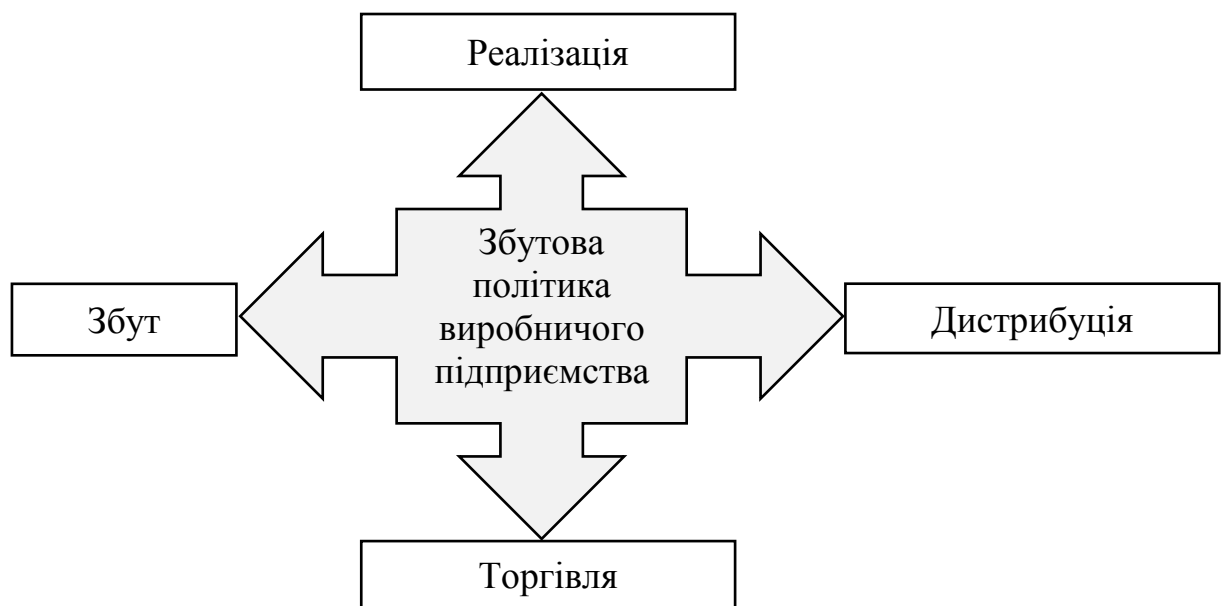 Реалізація
Збутова
політика
виробничого
підприємства
Збут
Дистрибуція
Торгівля